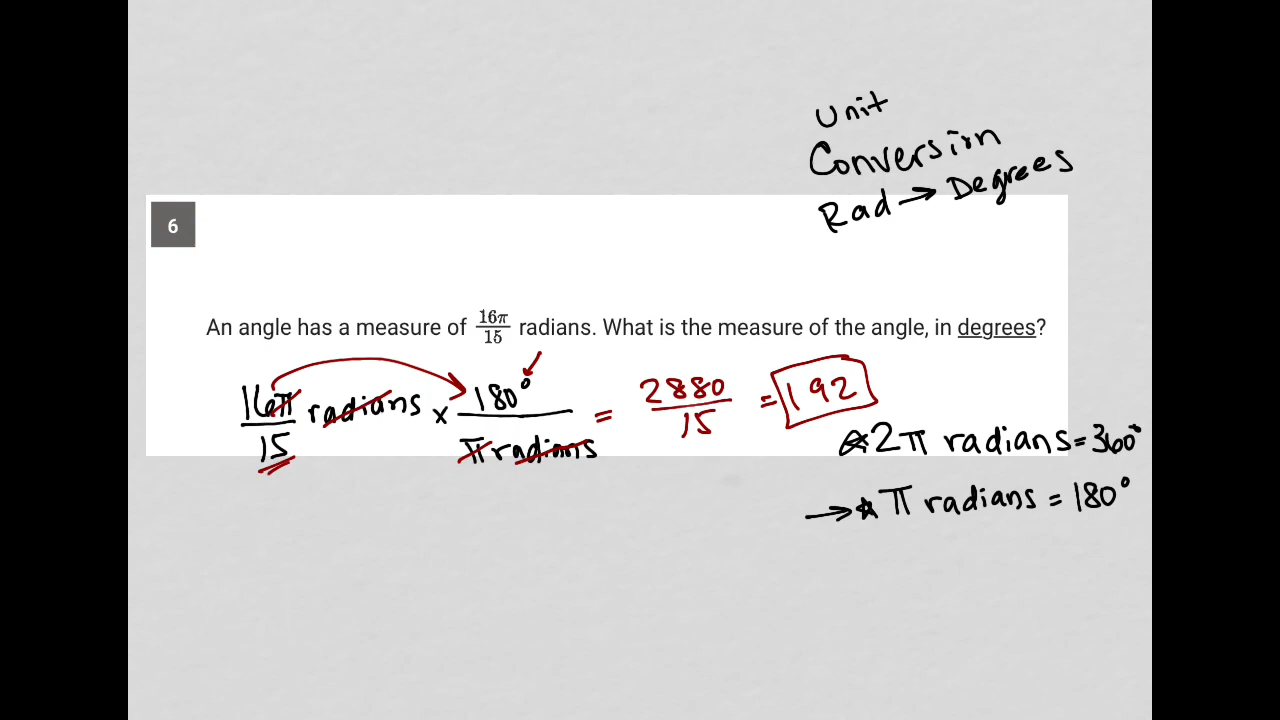 Unit
Conversion
Rad → Degrees
6
An angle has a measure of 16π/15 radians. What is the measure of the angle, in degrees?
16π/15 radians × 180°/π radians = 2880/15 = 192
*2π radians = 360°
→ *π radians = 180°